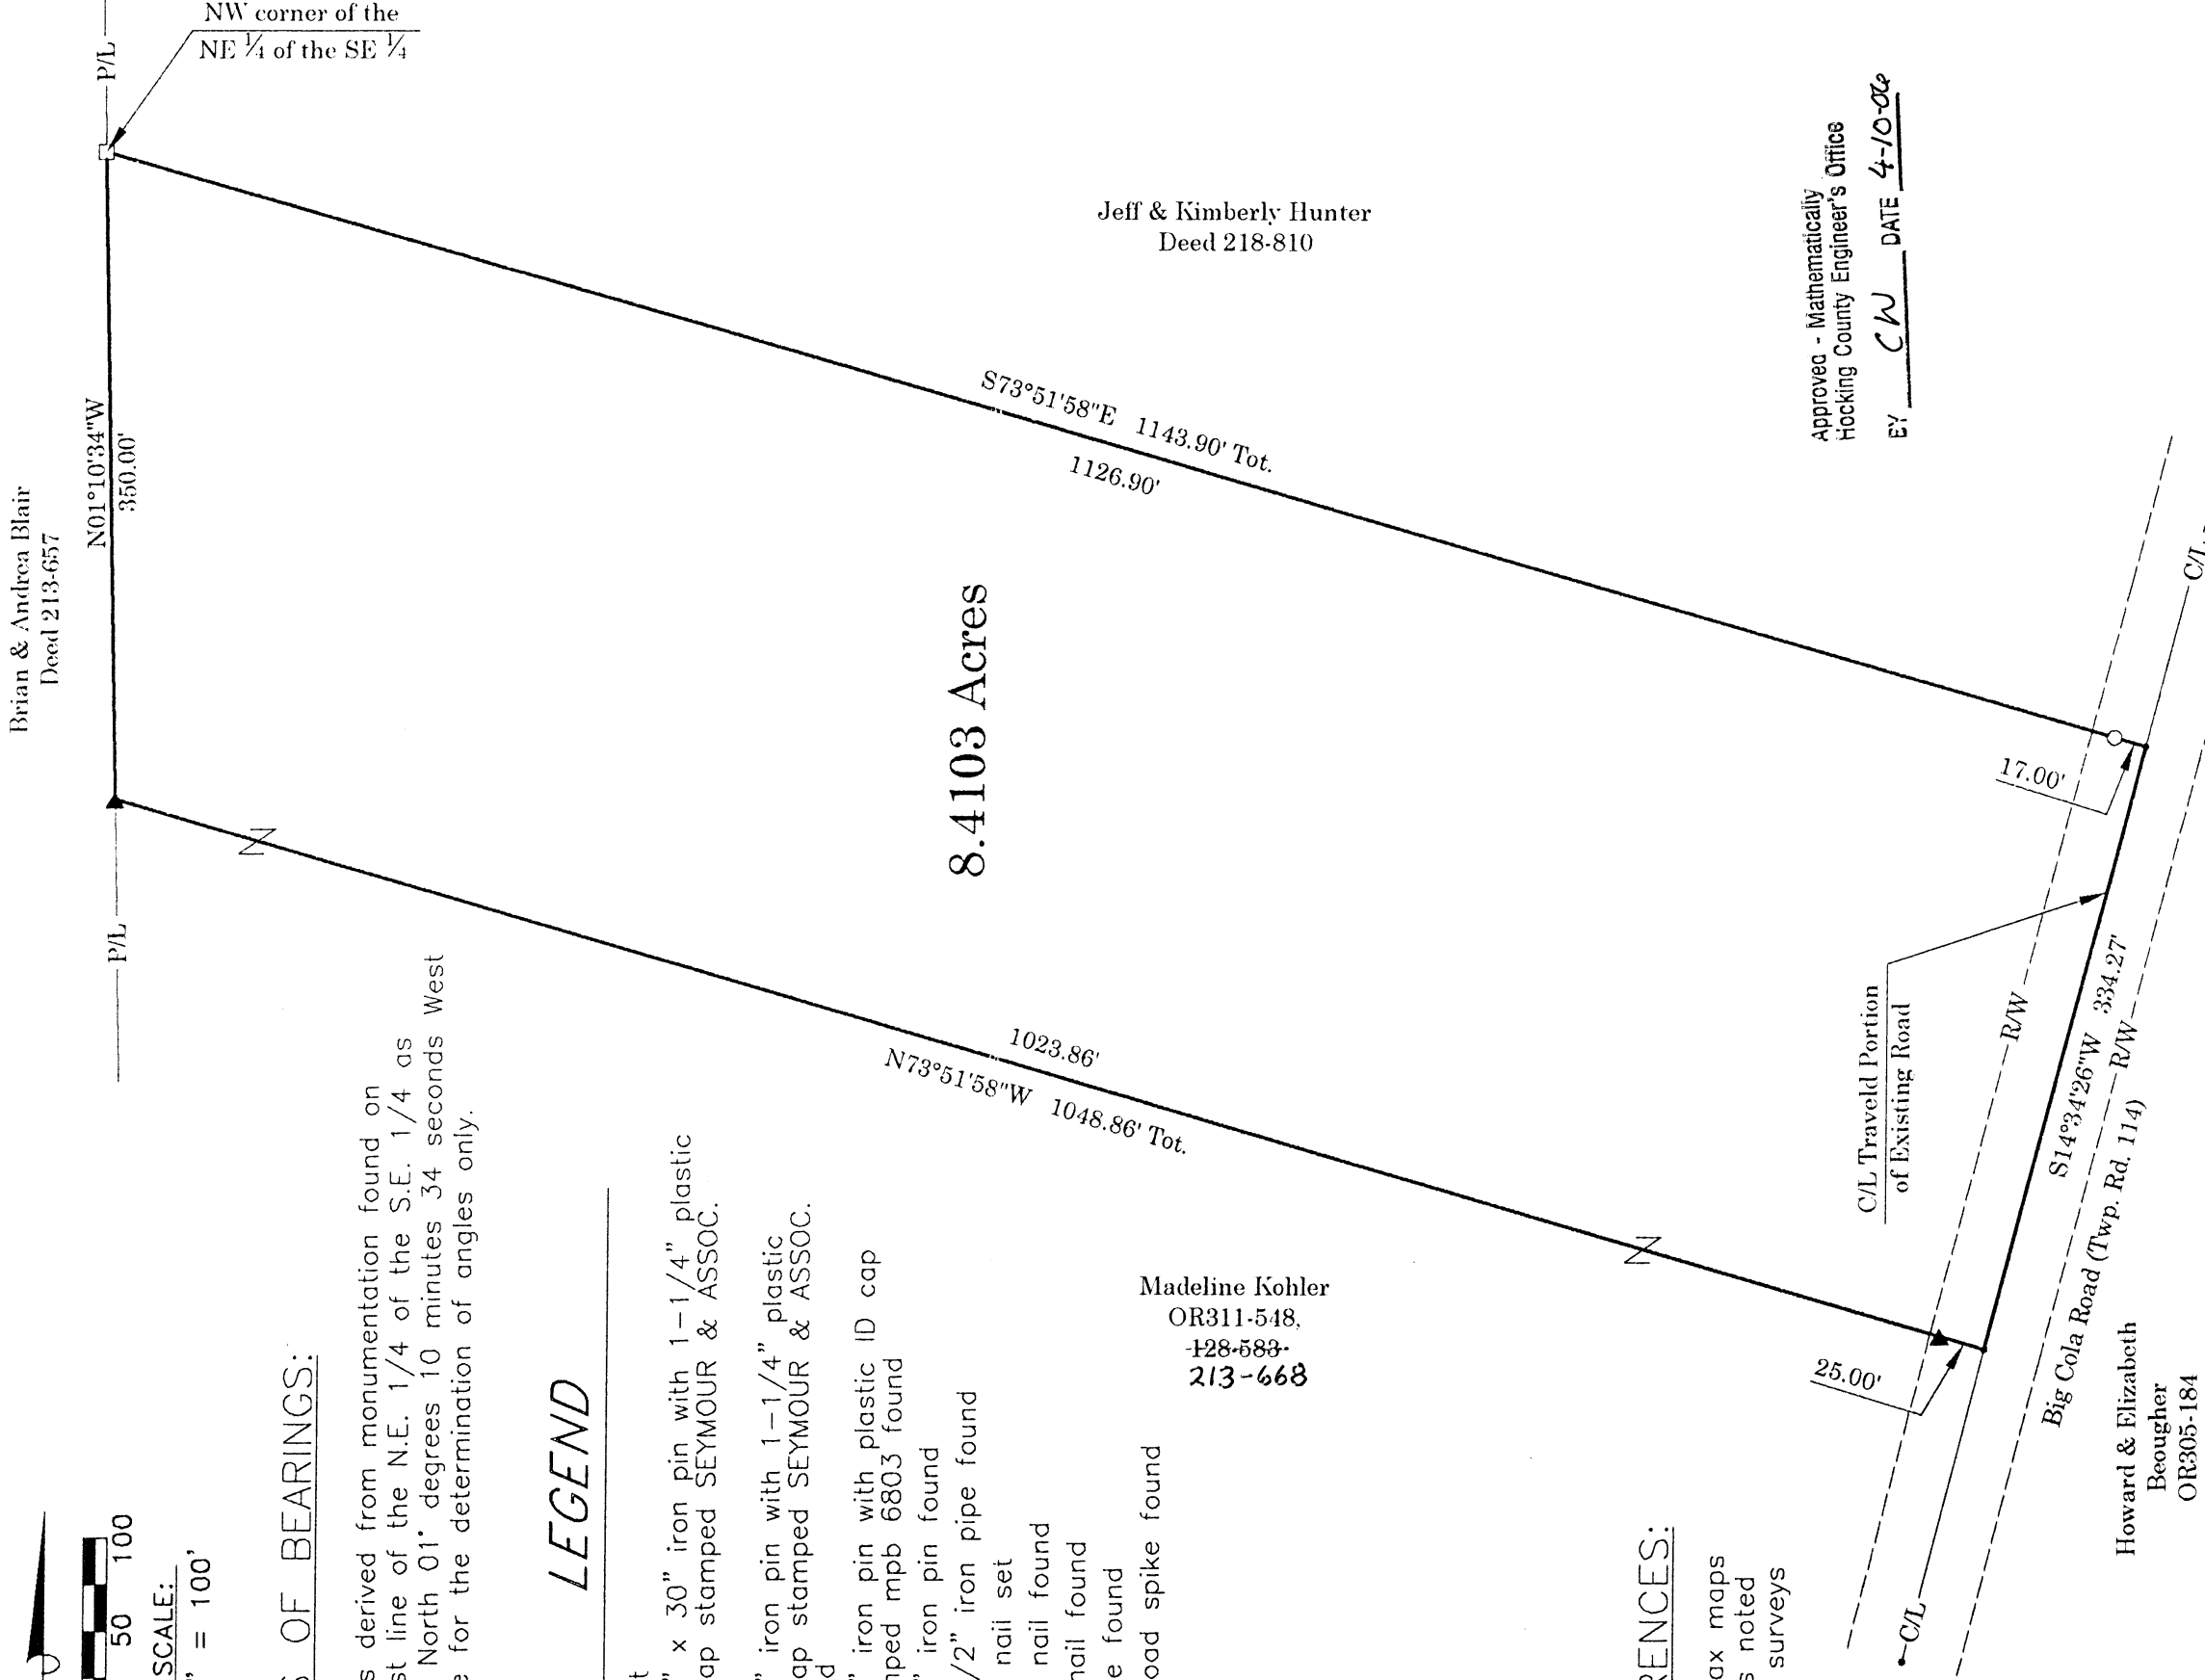 NW corner of the
NE 1/4 of the SE 1/4
P/L
Brian & Andrea Blair
Deed 213-657
N01°10'34"W
350.00'
Jeff & Kimberly Hunter
Deed 218-810
Approved - Mathematically
Hocking County Engineer's Office
BY CW DATE 4-10-06
S73°51'58"E 1143.90' Tot.
1126.90'
8.4103 Acres
P/L
1023.86'
N73°51'58"W 1048.86' Tot.
17.00'
C/L Traveld Portion
of Existing Road
R/W
S14°34'26"W 334.27'
R/W
Big Cola Road (Twp. Rd. 114)
C/L
25.00'
C/L
Howard & Elizabeth
Beougher
OR305-184
Madeline Kohler
OR311-548,
128-583
213-668
50 100
SCALE:
" = 100'
OF BEARINGS:
s derived from monumentation found on
st line of the N.E. 1/4 of the S.E. 1/4 as
North 01° degrees 10 minutes 34 seconds West
e for the determination of angles only.
LEGEND
t
" x 30" iron pin with 1-1/4" plastic
ap stamped SEYMOUR & ASSOC.
" iron pin with 1-1/4" plastic
ap stamped SEYMOUR & ASSOC.
d
" iron pin with plastic ID cap
mped mpb 6803 found
" iron pin found
/2" iron pipe found
nail set
nail found
nail found
e found
oad spike found
RENCES:
ax maps
s noted
surveys